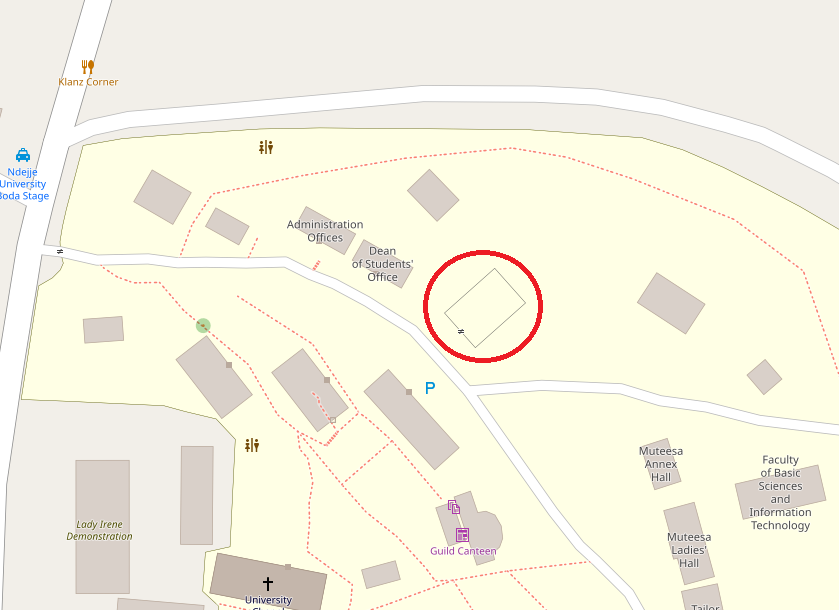 Klanz Corner
Ndejje
University
Boda Stage
Administration
Offices
Dean
of Students'
Office
P
Muteesa
Annex
Hall
Faculty
of Basic
Sciences
and
Information
Technology
Lady Irene
Demonstration
Guild Canteen
Muteesa
Ladies'
Hall
University